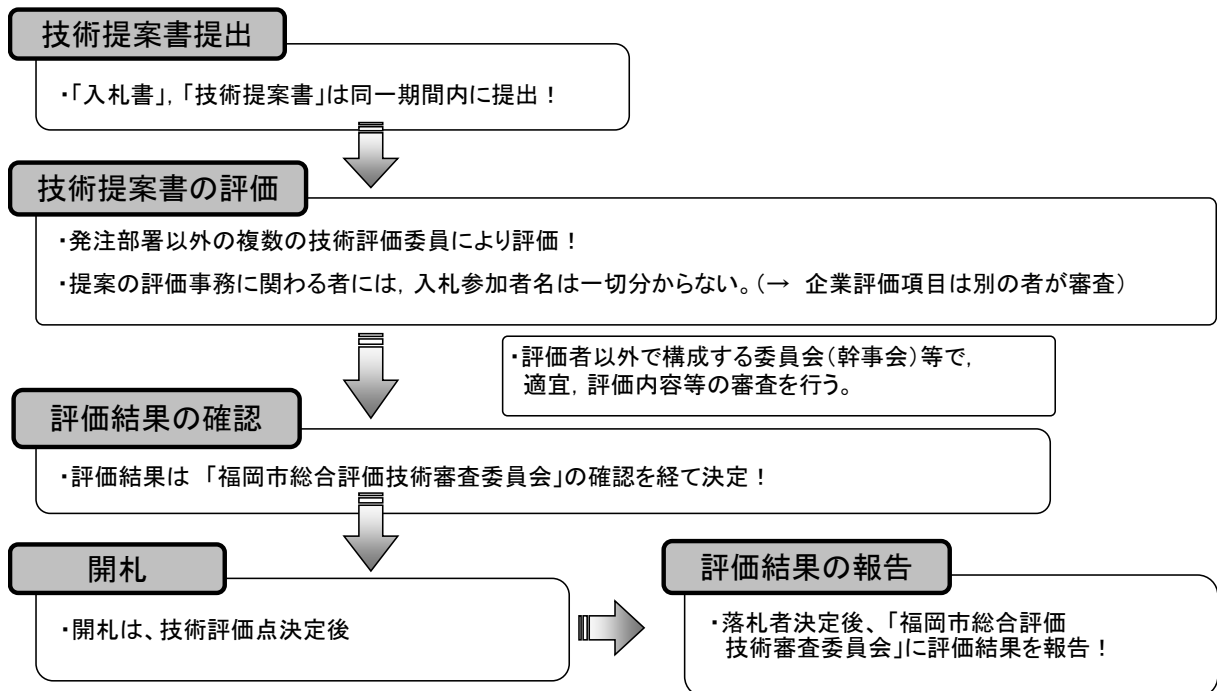 技術提案書提出
・「入札書」，「技術提案書」は同一期間内に提出！
技術提案書の評価
・発注部署以外の複数の技術評価委員により評価！
・提案の評価事務に関わる者には，入札参加者名は一切分からない。（→　企業評価項目は別の者が審査）
・評価者以外で構成する委員会（幹事会）等で，
適宜，評価内容等の審査を行う。
評価結果の確認
・評価結果は　「福岡市総合評価技術審査委員会」の確認を経て決定！
開札
・開札は、技術評価点決定後
評価結果の報告
・落札者決定後、「福岡市総合評価
技術審査委員会」に評価結果を報告！